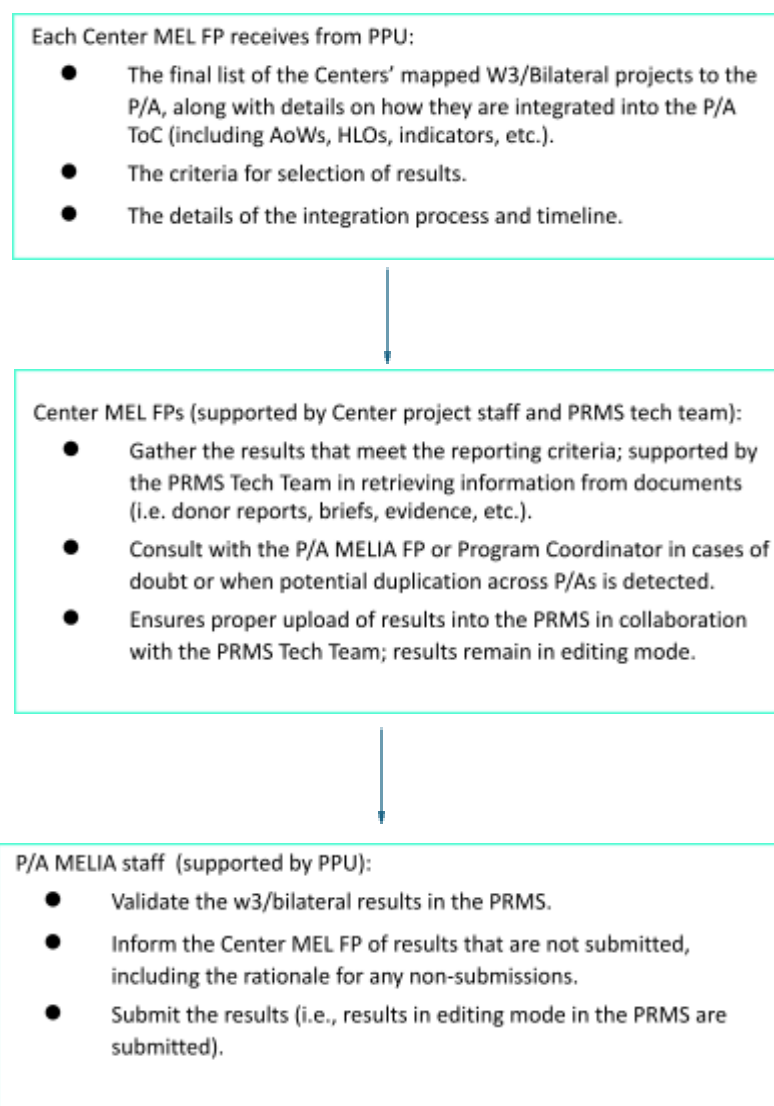 Each Center MEL FP receives from PPU:
● The final list of the Centers' mapped W3/Bilateral projects to the
P/A, along with details on how they are integrated into the P/A
ToC (including AoWs, HLOs, indicators, etc.).
● The criteria for selection of results.
● The details of the integration process and timeline.
Center MEL FPs (supported by Center project staff and PRMS tech team):
● Gather the results that meet the reporting criteria; supported by
the PRMS Tech Team in retrieving information from documents
(i.e. donor reports, briefs, evidence, etc.).
● Consult with the P/A MELIA FP or Program Coordinator in cases of
doubt or when potential duplication across P/As is detected.
● Ensures proper upload of results into the PRMS in collaboration
with the PRMS Tech Team; results remain in editing mode.
P/A MELIA staff (supported by PPU):
● Validate the w3/bilateral results in the PRMS.
● Inform the Center MEL FP of results that are not submitted,
including the rationale for any non-submissions.
● Submit the results (i.e., results in editing mode in the PRMS are
submitted).